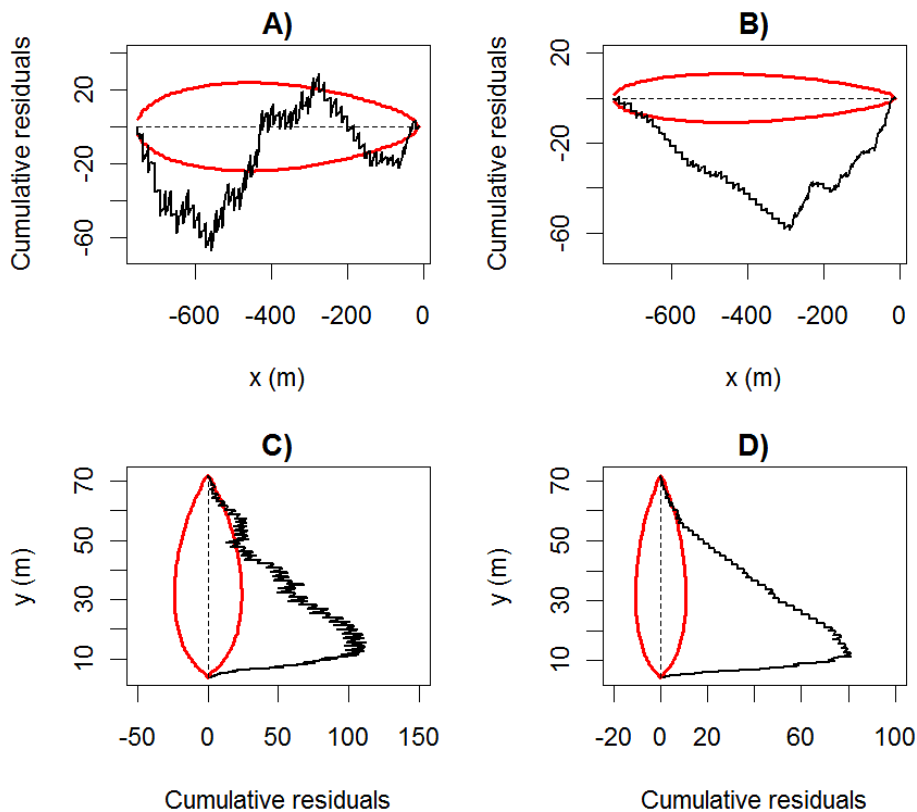 A)
Cumulative residuals
20
-20
-60
-600 -400 -200 0
x (m)
B)
Cumulative residuals
20
-20
-60
-600 -400 -200 0
x (m)
C)
y (m)
70
50
30
10
-50 0 50 100 150
Cumulative residuals
D)
y (m)
70
50
30
10
-20 0 20 60 100
Cumulative residuals